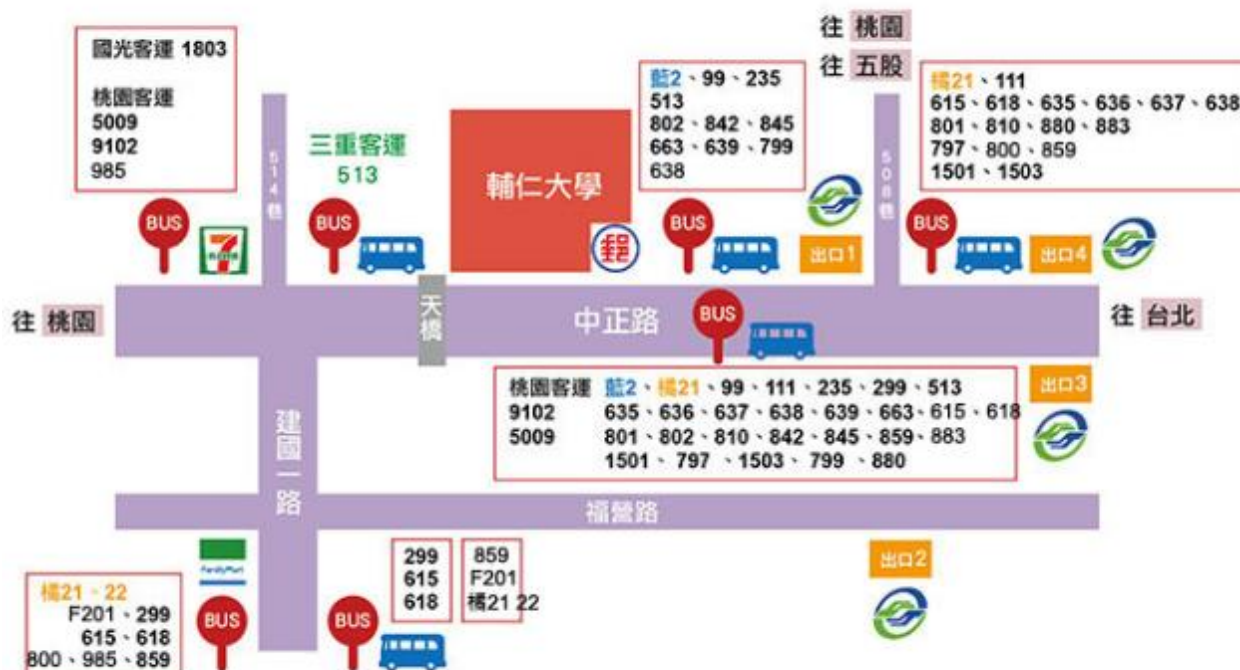 往 桃園
往 五股
國光客運 1803
桃園客運
5009
9102
985
BUS
514巷
三重客運
513
BUS
輔仁大學
郵
藍2、99、235
513
802、842、845
663、639、799
638
BUS
出口1
508巷
橘21、111
615、618、635、636、637、638
801、810、880、883
797、800、859
1501、1503
BUS
出口4
往 桃園
天橋
中正路
BUS
往 台北
桃園客運 藍2、橘21、99、111、235、299、513
9102 635、636、637、638、639、663、615、618
5009 801、802、810、842、845、859、883
1501、797、1503、799、880
出口3
建國一路
福營路
FamilyMart
橘21、22
F201、299
615、618
800、985、859
BUS
BUS
299
615
618
859
F201
橘21 22
出口2